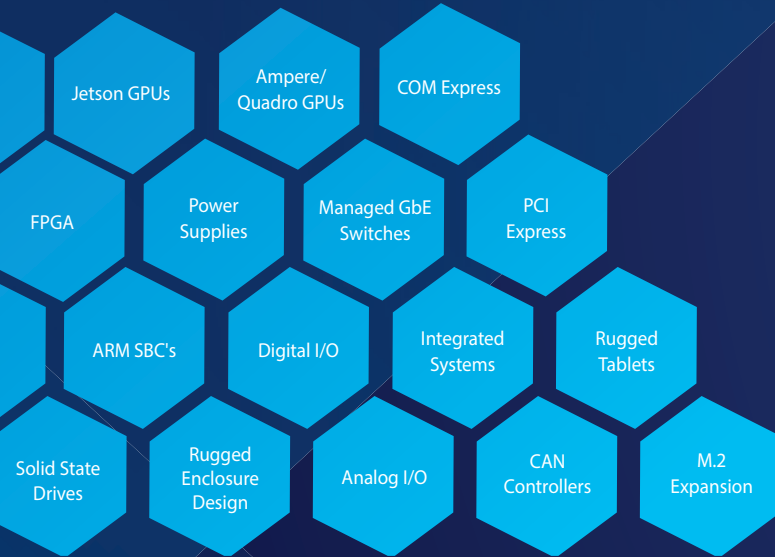 Jetson GPUs
Ampere/
Quadro GPUs
COM Express
FPGA
Power
Supplies
Managed GbE
Switches
PCI
Express
ARM SBC's
Digital I/O
Integrated
Systems
Rugged
Tablets
Solid State
Drives
Rugged
Enclosure
Design
Analog I/O
CAN
Controllers
M.2
Expansion